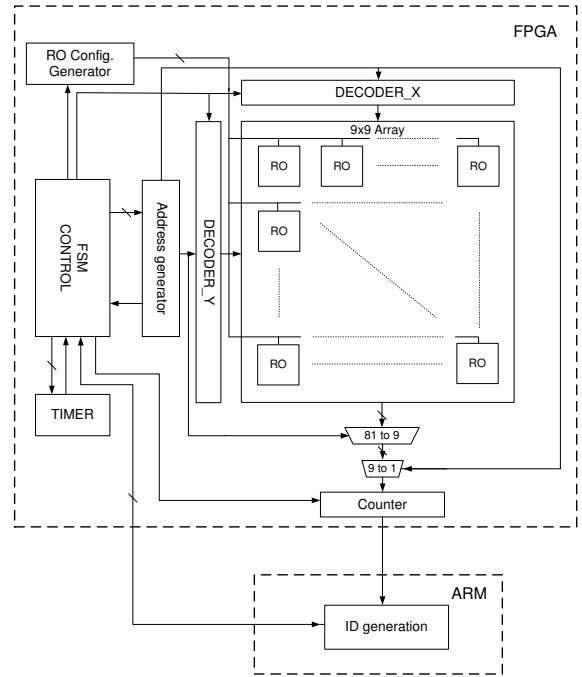 FPGA
RO Config.
Generator
DECODER_X
9x9 Array
RO
RO
RO
FSM
CONTROL
Address generator
DECODER_Y
RO
RO
RO
TIMER
81 to 9
9 to 1
Counter
ARM
ID generation